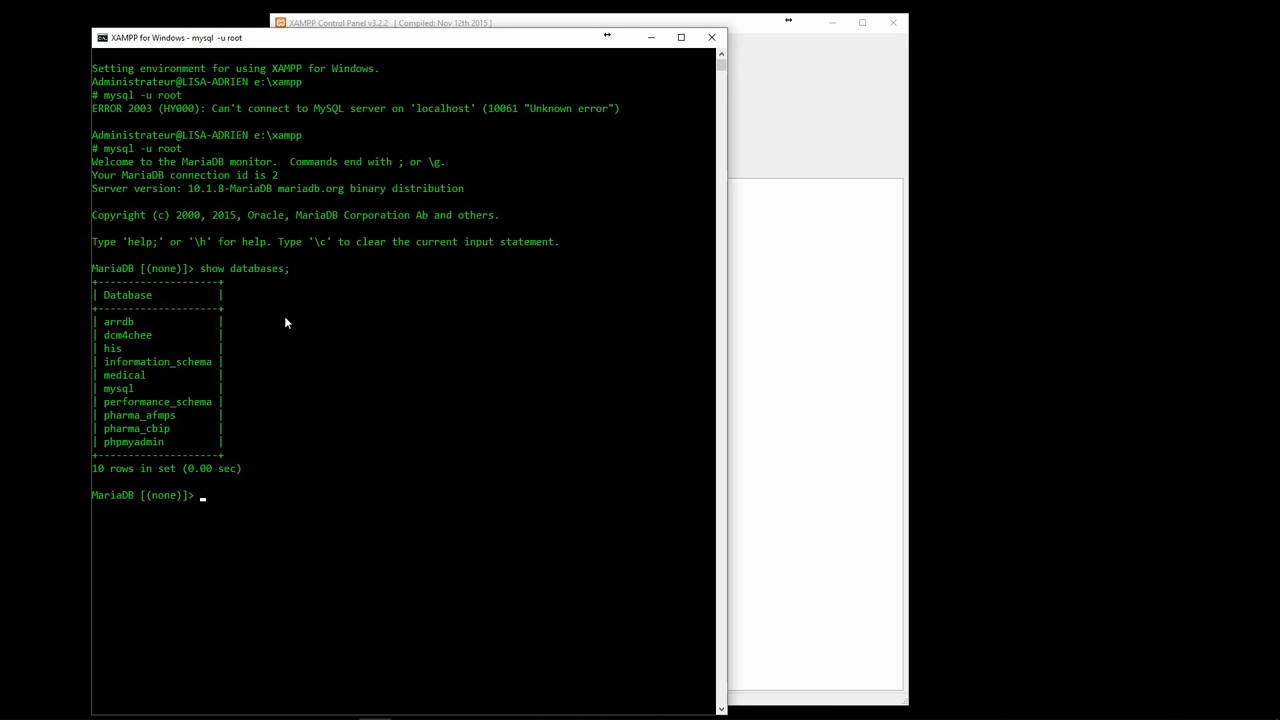 XAMPP Control Panel v3.2.2 [ Compiled: Nov 12th 2015 ]
XAMPP for Windows - mysql -u root
Setting environment for using XAMPP for Windows.
Administrateur@LISA-ADRIEN e:\xampp
# mysql -u root
ERROR 2003 (HY000): Can't connect to MySQL server on 'localhost' (10061 "Unknown error")
Administrateur@LISA-ADRIEN e:\xampp
# mysql -u root
Welcome to the MariaDB monitor.  Commands end with ; or \g.
Your MariaDB connection id is 2
Server version: 10.1.8-MariaDB mariadb.org binary distribution
Copyright (c) 2000, 2015, Oracle, MariaDB Corporation Ab and others.
Type 'help;' or '\h' for help. Type '\c' to clear the current input statement.
MariaDB [(none)]> show databases;
+--------------------+
| Database           |
+--------------------+
| arrdb              |
| dcm4chee           |
| his                |
| information_schema |
| medical            |
| mysql              |
| performance_schema |
| pharma_afmps       |
| pharma_cbip        |
| phpmyadmin         |
+--------------------+
10 rows in set (0.00 sec)
MariaDB [(none)]> _